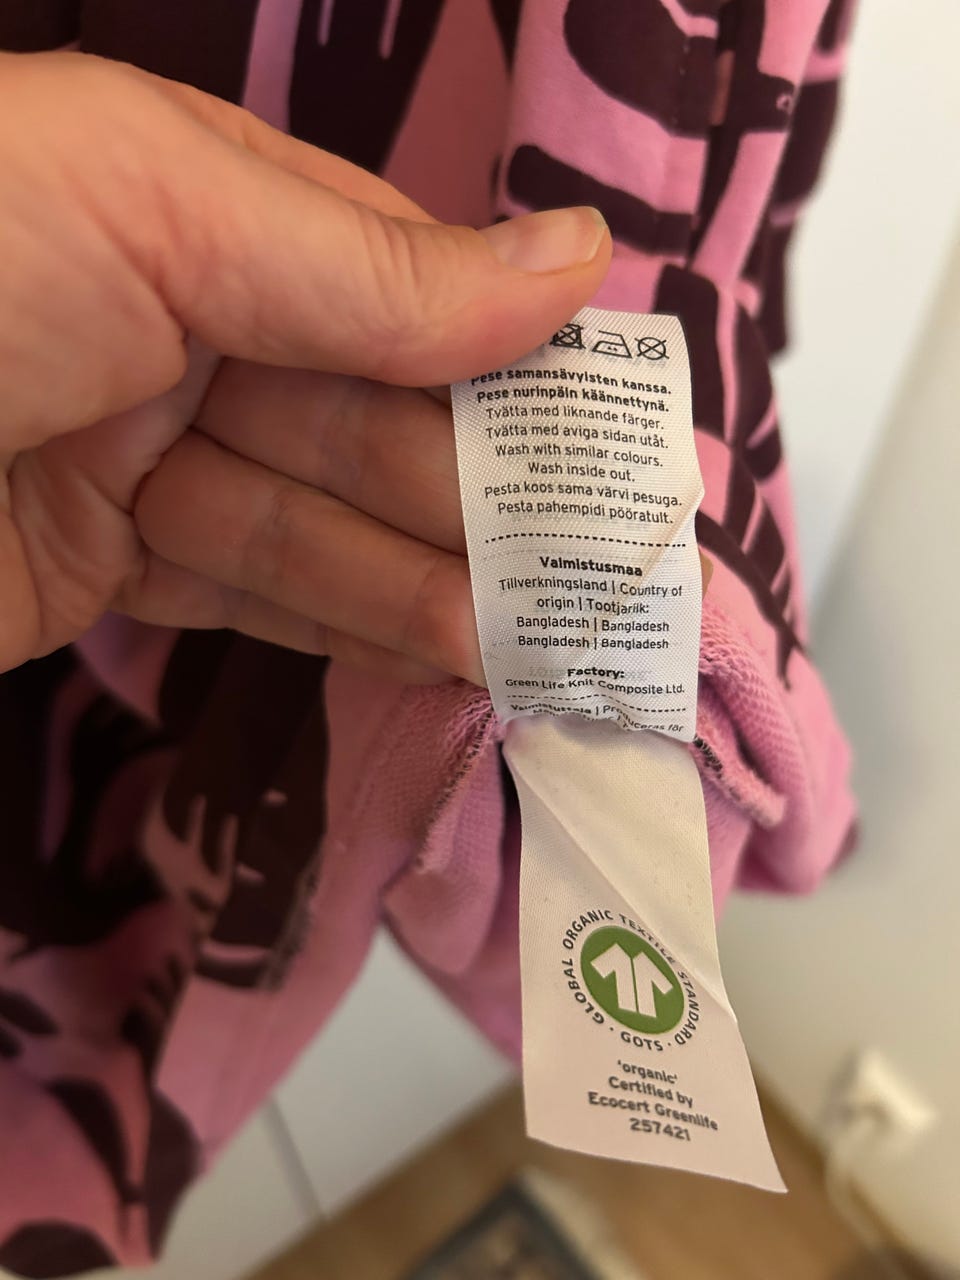 Pese samansävyisten kanssa.
Pese nurinpäin käännettynä.
Tvätta med liknande färger.
Tvätta med aviga sidan utåt.
Wash with similar colours.
Wash inside out.
Pesta koos sama värvi pesuga.
Pesta pahempidi pööratult.
Valmistusmaa
Tillverkningsland | Country of
origin | Tootjariik:
Bangladesh | Bangladesh
Bangladesh | Bangladesh
Factory:
Green Life Knit Composite Ltd.
Valmistuttaja | Produceras för
GLOBAL ORGANIC TEXTILE STANDARD
· GOTS ·
'organic'
Certified by
Ecocert Greenlife
257421